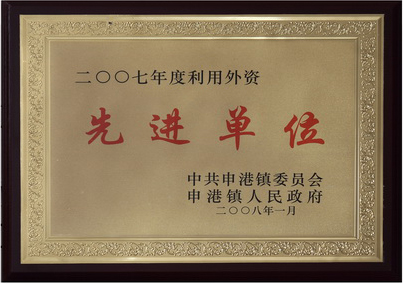 二〇〇七年度利用外资
先进单位
中共申港镇委员会
申港镇人民政府
二〇〇八年一月